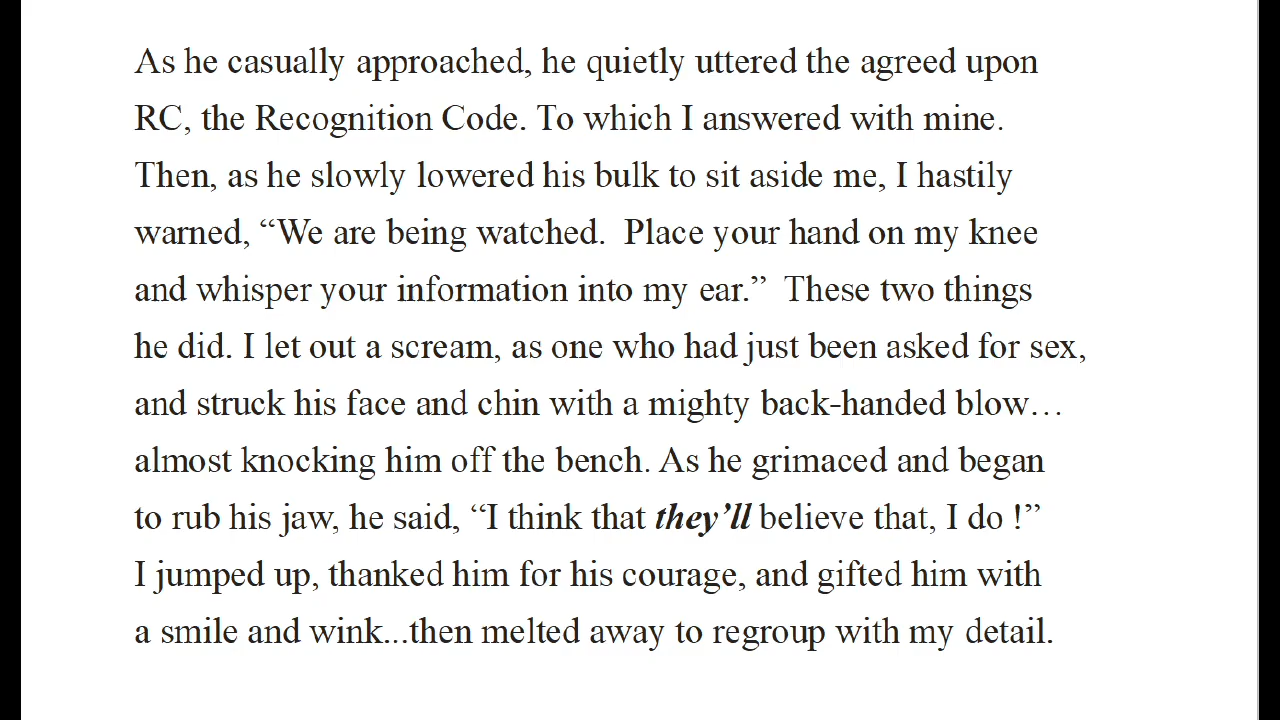 As he casually approached, he quietly uttered the agreed upon
RC, the Recognition Code. To which I answered with mine.
Then, as he slowly lowered his bulk to sit aside me, I hastily
warned, “We are being watched.  Place your hand on my knee
and whisper your information into my ear.”  These two things
he did. I let out a scream, as one who had just been asked for sex,
and struck his face and chin with a mighty back-handed blow…
almost knocking him off the bench. As he grimaced and began
to rub his jaw, he said, “I think that they’ll believe that, I do !”
I jumped up, thanked him for his courage, and gifted him with
a smile and wink...then melted away to regroup with my detail.